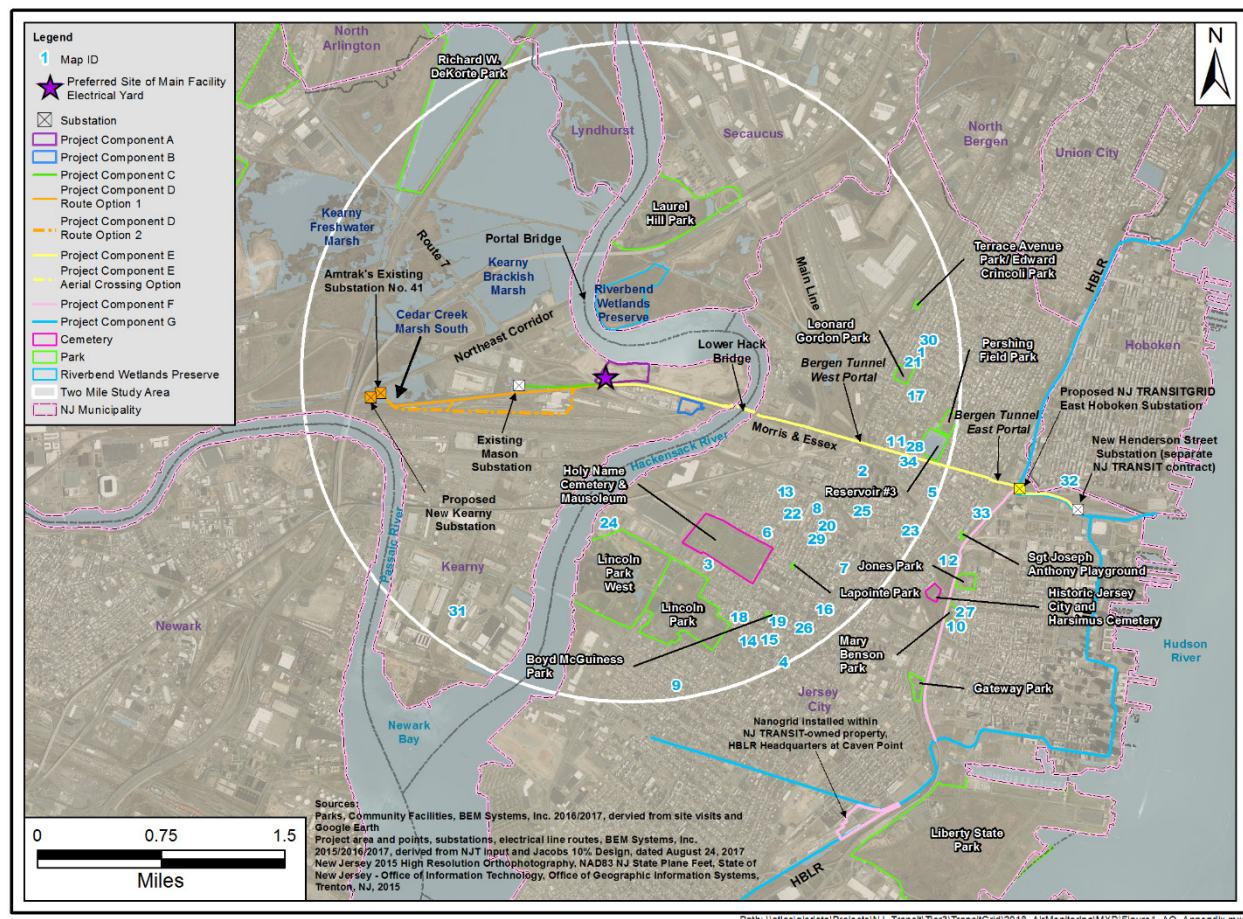 Legend
1 Map ID
Preferred Site of Main Facility
Electrical Yard
Substation
Project Component A
Project Component B
Project Component C
Project Component D
Route Option 1
Project Component D
Route Option 2
Project Component E
Project Component E
Aerial Crossing Option
Project Component F
Project Component G
Cemetery
Park
Riverbend Wetlands Preserve
Two Mile Study Area
NJ Municipality
N
North
Arlington
Richard W.
DeKorte Park
Lyndhurst
Secaucus
North
Bergen
Union City
Kearny
Freshwater
Marsh
Route 7
Portal Bridge
Laurel
Hill Park
Kearny
Brackish
Marsh
Riverbend
Wetlands
Preserve
Amtrak's Existing
Substation No. 41
Cedar Creek
Marsh South
Northeast Corridor
Main Line
Terrace Avenue
Park/ Edward
Crincoli Park
HBLR
Leonard
Gordon Park
30
1
21
Pershing
Field Park
Hoboken
Lower Hack
Bridge
Bergen Tunnel
West Portal
17
Proposed NJ TRANSITGRID
East Hoboken Substation
Bergen Tunnel
East Portal
Existing
Mason
Substation
Morris & Essex
11
28
34
2
New Henderson Street
Substation (separate
NJ TRANSIT contract)
32
Hackensack River
Holy Name
Cemetery &
Mausoleum
Reservoir #3
Proposed
New Kearny
Substation
13
5
22
8
25
33
24
6
20
29
23
Passaic River
Kearny
3
7
12
Jones Park
Sgt Joseph
Anthony Playground
Lincoln
Park
West
Lapointe Park
Historic Jersey
City and
Harsimus Cemetery
31
Lincoln
Park
18
19
16
27
Newark
14
15
26
10
Mary
Benson
Park
Hudson
River
Boyd McGuiness
Park
4
9
Gateway Park
Jersey
City
Newark
Bay
Nanogrid installed within
NJ TRANSIT-owned property,
HBLR Headquarters at Caven Point
Liberty State
Park
HBLR
Sources:
Parks, Community Facilities, BEM Systems, Inc. 2016/2017, derived from site visits and
Google Earth
Project area and points, substations, electrical line routes, BEM Systems, Inc.
2015/2016/2017, derived from NJT input and Jacobs 10% Design, dated August 24, 2017
New Jersey 2015 High Resolution Orthophotography, NAD83 NJ State Plane Feet, State of
New Jersey - Office of Information Technology, Office of Geographic Information Systems,
Trenton, NJ, 2015
0 0.75 1.5
Miles